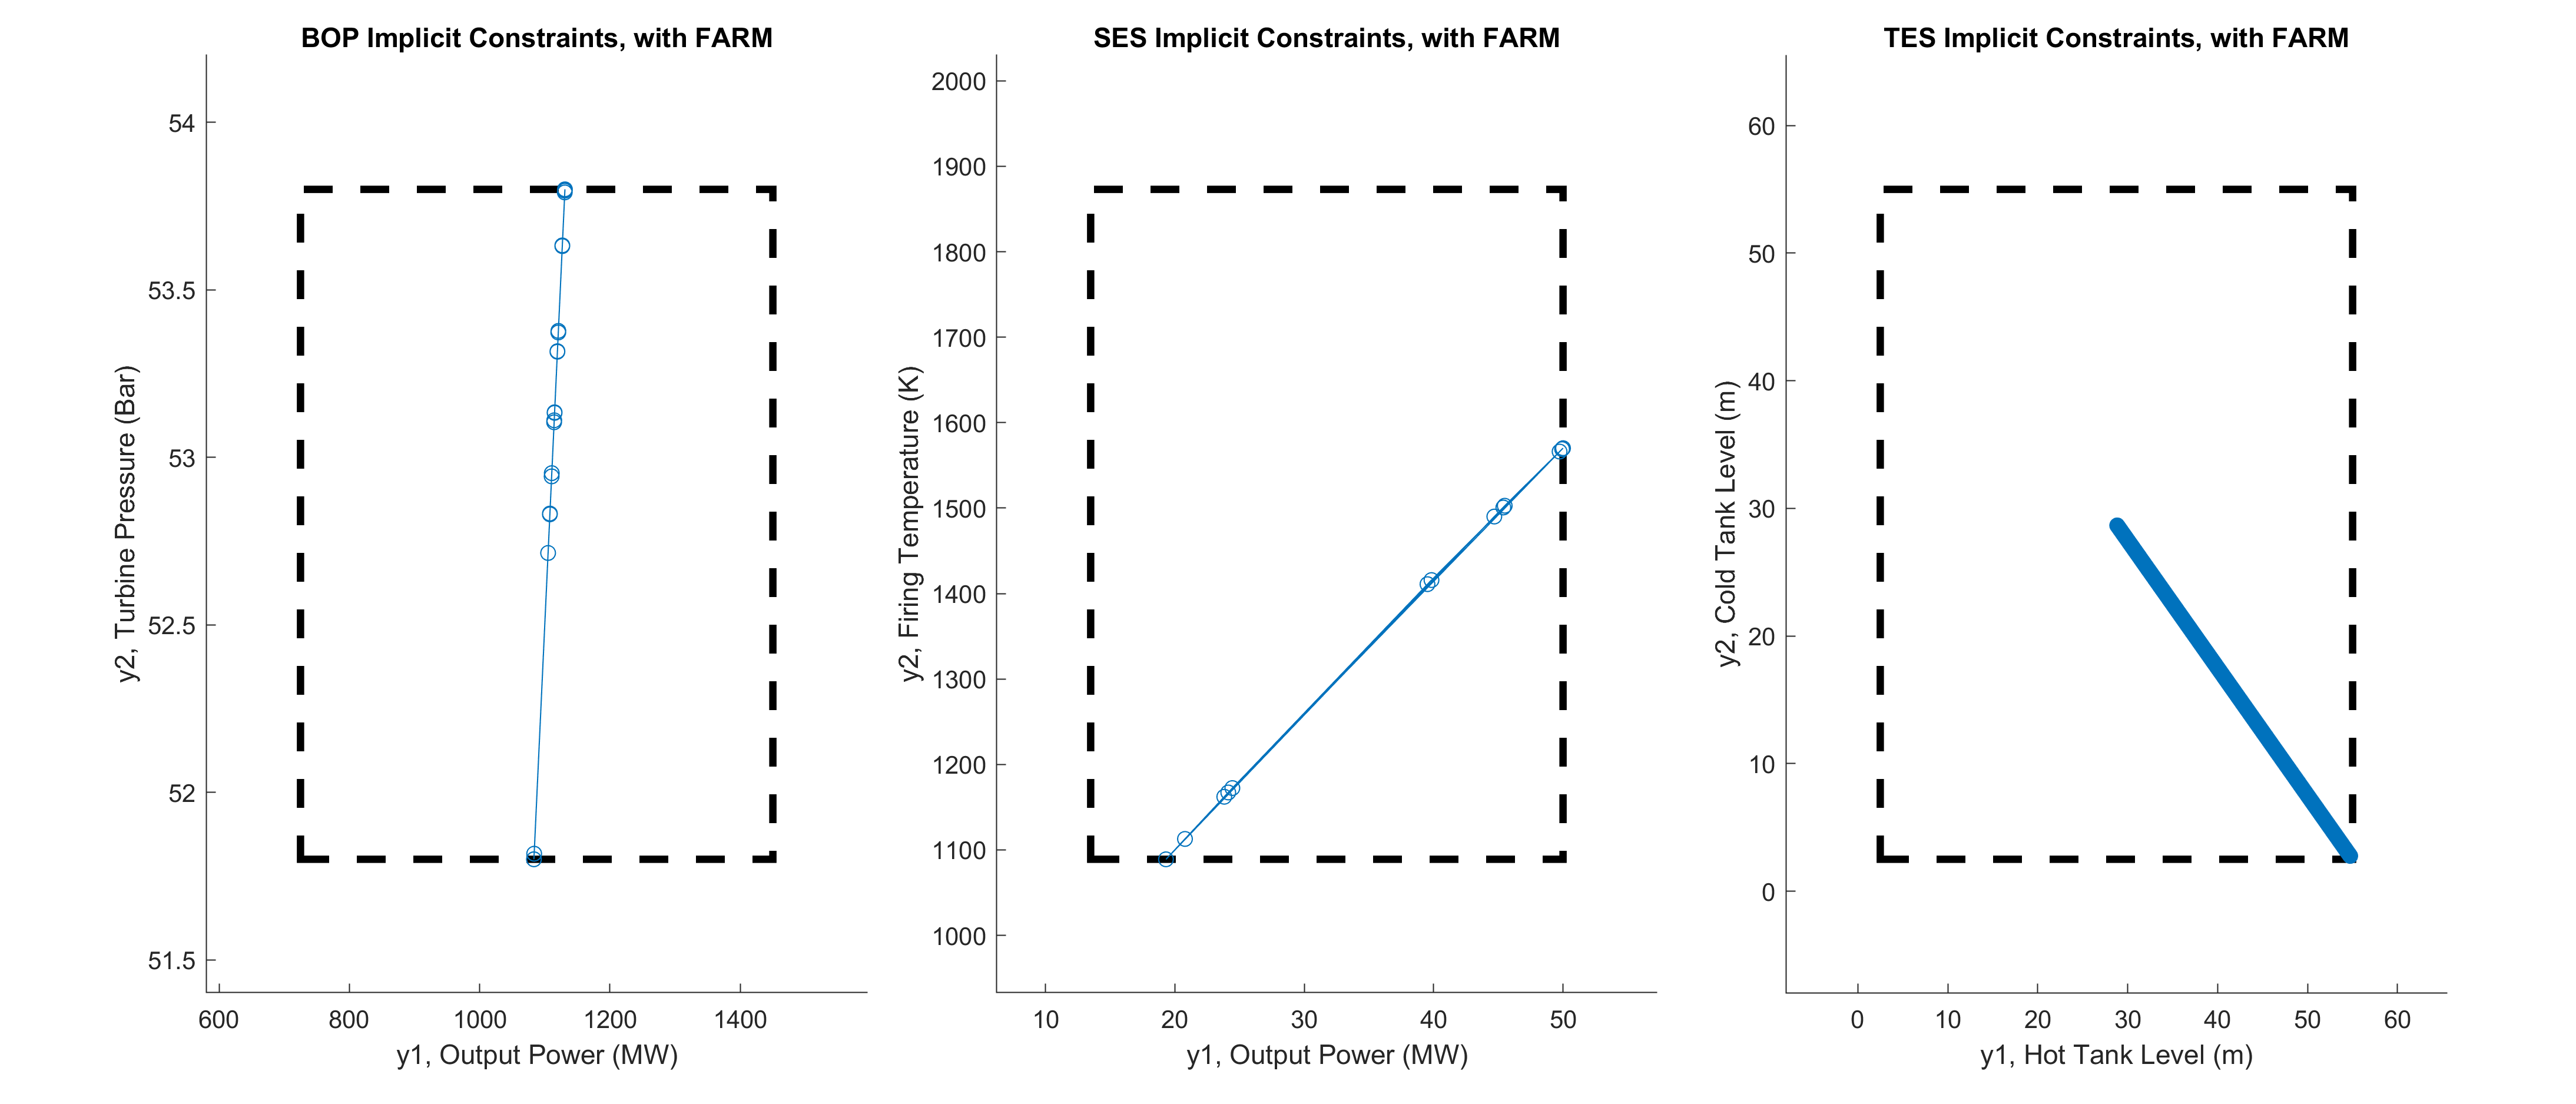 BOP Implicit Constraints, with FARM
y2, Turbine Pressure (Bar)
54
53.5
53
52.5
52
51.5
600 800 1000 1200 1400
y1, Output Power (MW)
SES Implicit Constraints, with FARM
y2, Firing Temperature (K)
2000
1900
1800
1700
1600
1500
1400
1300
1200
1100
1000
10 20 30 40 50
y1, Output Power (MW)
TES Implicit Constraints, with FARM
y2, Cold Tank Level (m)
60
50
40
30
20
10
0
0 10 20 30 40 50 60
y1, Hot Tank Level (m)